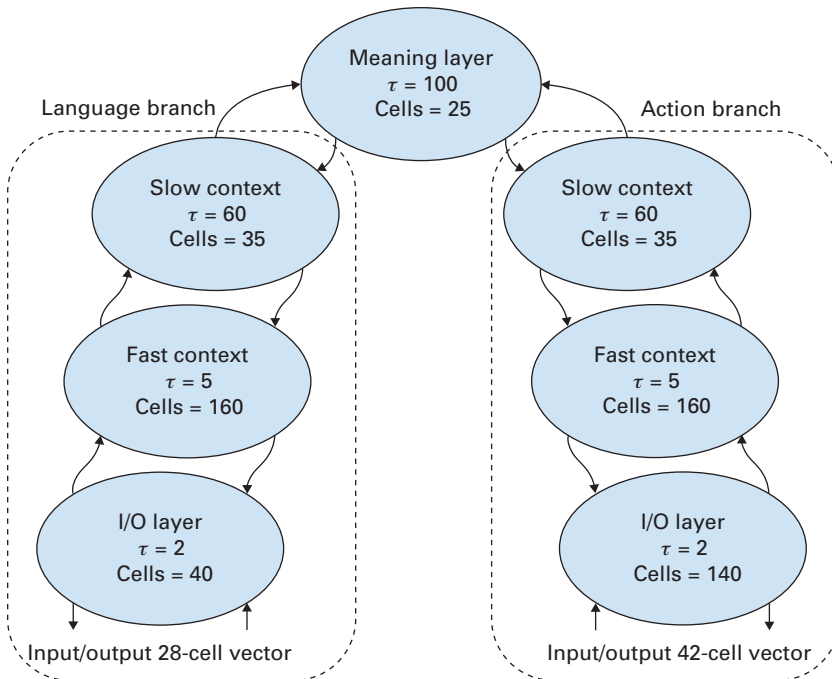 Meaning layer
τ = 100
Cells = 25
Language branch
Action branch
Slow context
τ = 60
Cells = 35
Slow context
τ = 60
Cells = 35
Fast context
τ = 5
Cells = 160
Fast context
τ = 5
Cells = 160
I/O layer
τ = 2
Cells = 40
I/O layer
τ = 2
Cells = 140
Input/output 28-cell vector
Input/output 42-cell vector